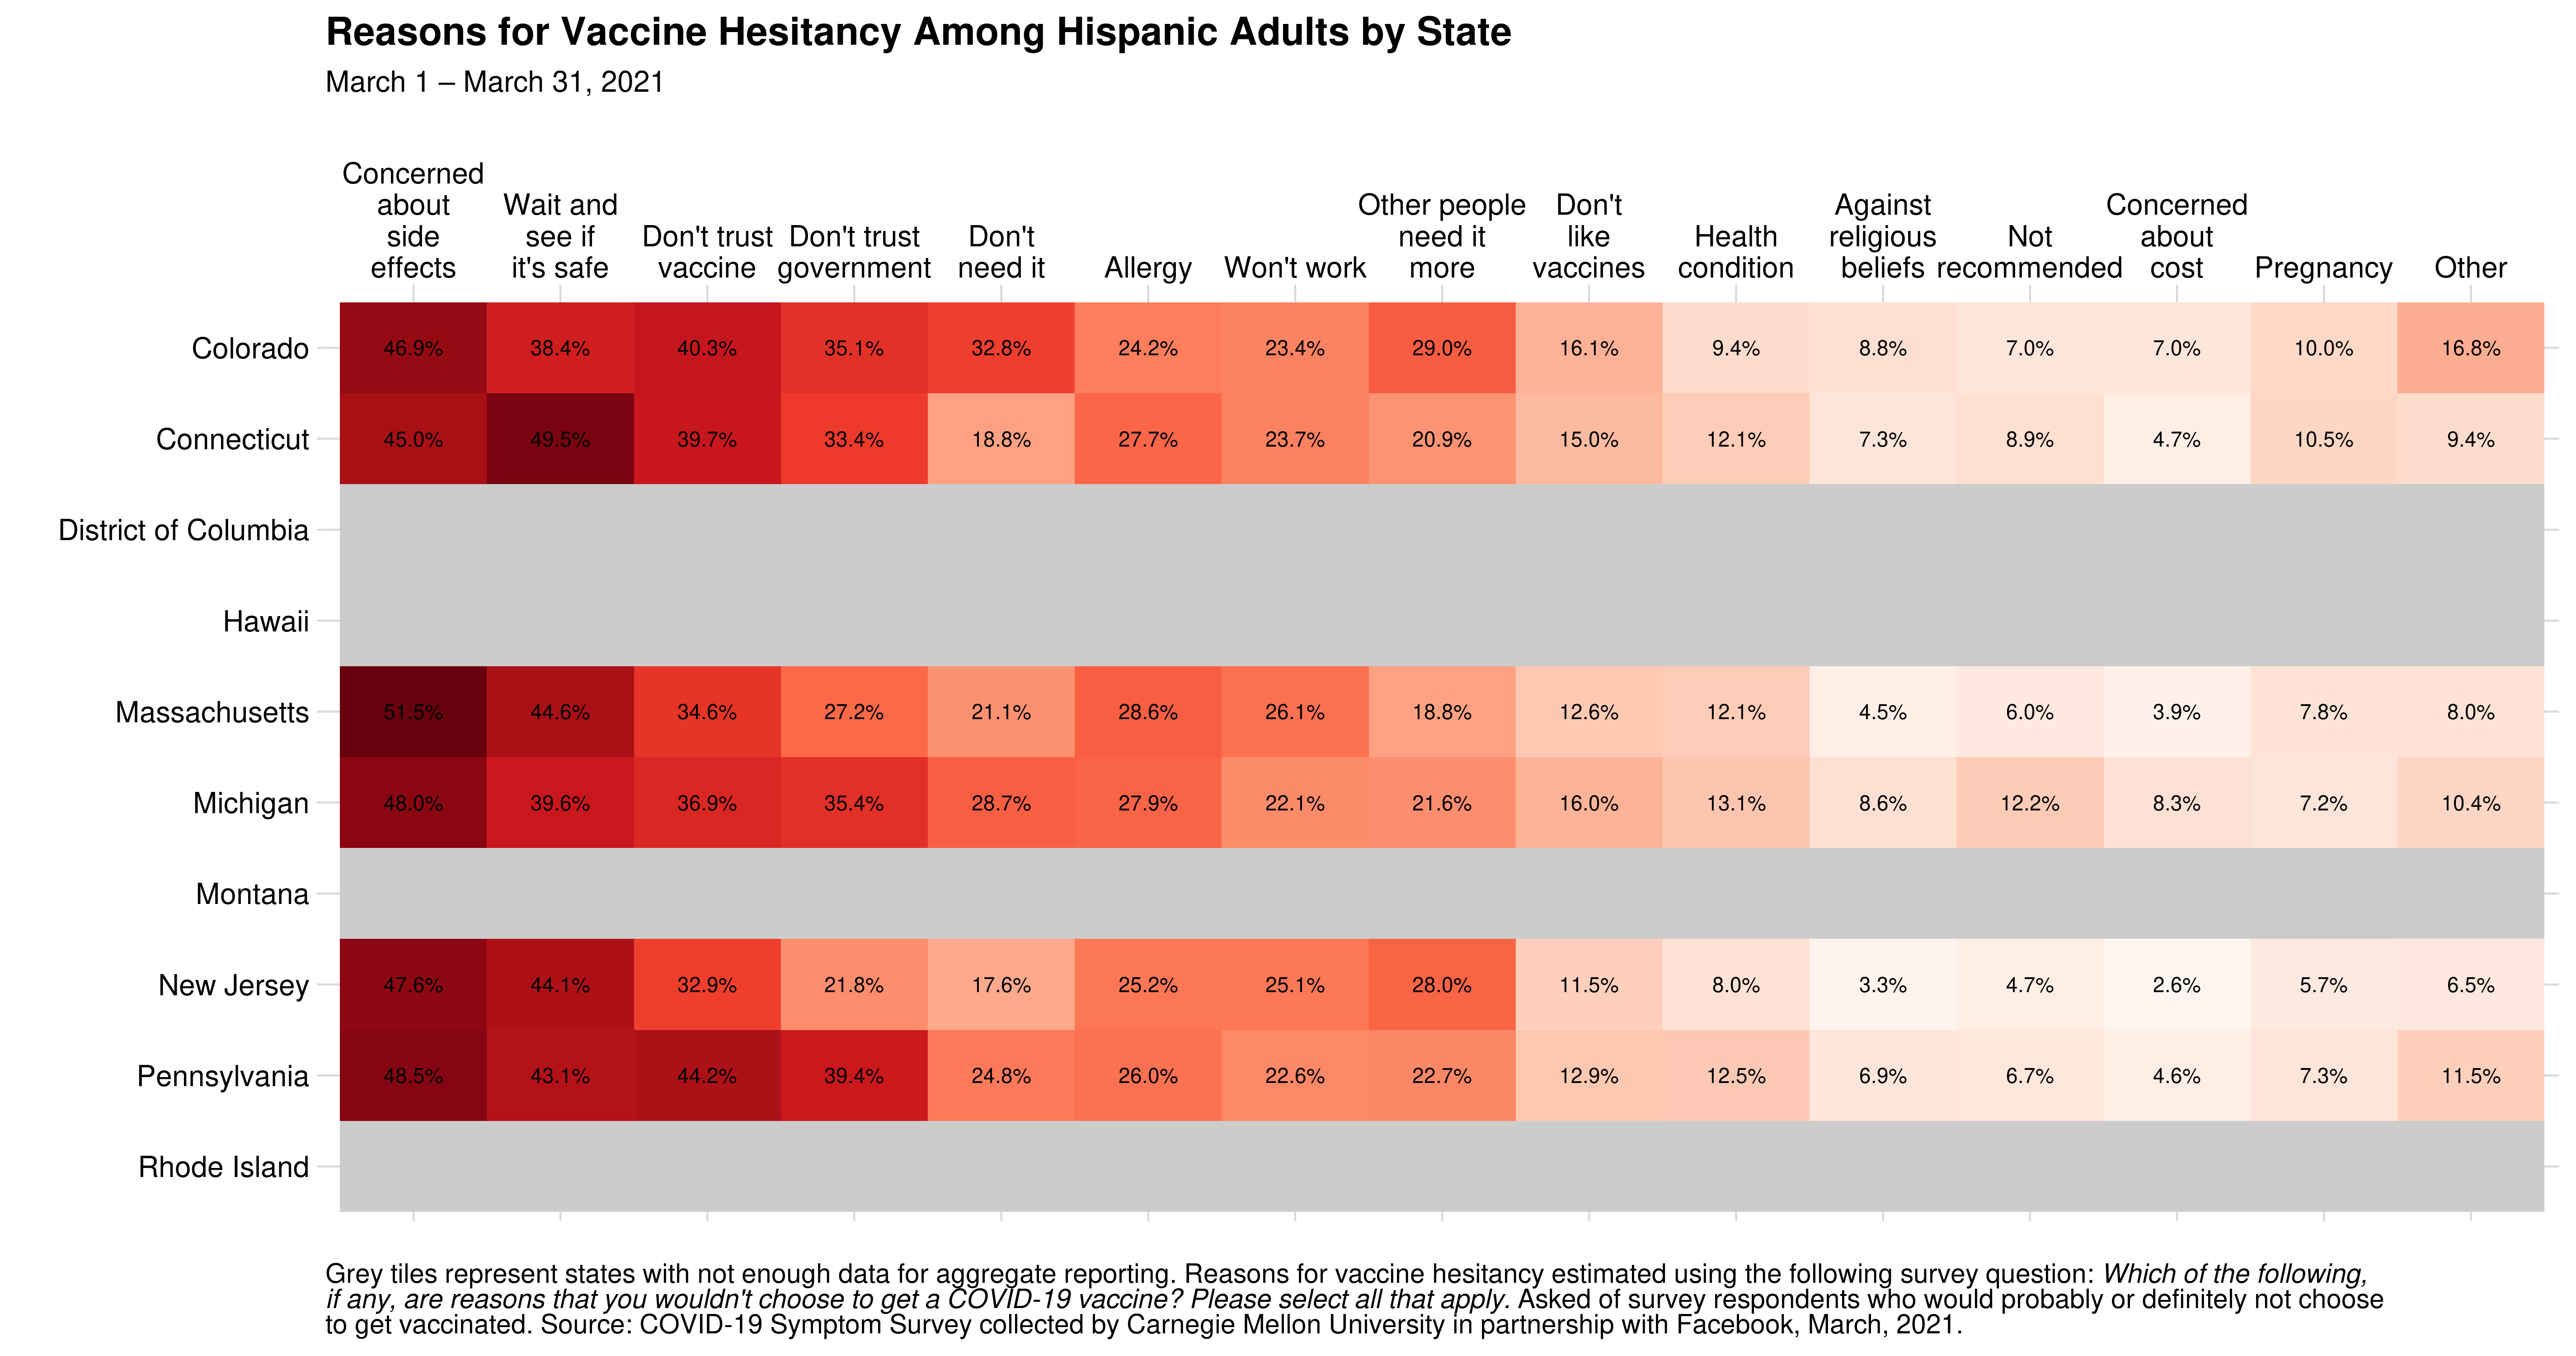 Reasons for Vaccine Hesitancy Among Hispanic Adults by State
March 1 – March 31, 2021
Concerned
about
side
effects
Wait and
see if
it's safe
Don't trust
vaccine
Don't trust
government
Don't
need it
Allergy
Won't work
Other people
need it
more
Don't
like
vaccines
Health
condition
Against
religious
beliefs
Not
recommended
Concerned
about
cost
Pregnancy
Other
Colorado 46.9% 38.4% 40.3% 35.1% 32.8% 24.2% 23.4% 29.0% 16.1% 9.4% 8.8% 7.0% 7.0% 10.0% 16.8%
Connecticut 45.0% 49.5% 39.7% 33.4% 18.8% 27.7% 23.7% 20.9% 15.0% 12.1% 7.3% 8.9% 4.7% 10.5% 9.4%
District of Columbia
Hawaii
Massachusetts 51.5% 44.6% 34.6% 27.2% 21.1% 28.6% 26.1% 18.8% 12.6% 12.1% 4.5% 6.0% 3.9% 7.8% 8.0%
Michigan 48.0% 39.6% 36.9% 35.4% 28.7% 27.9% 22.1% 21.6% 16.0% 13.1% 8.6% 12.2% 8.3% 7.2% 10.4%
Montana
New Jersey 47.6% 44.1% 32.9% 21.8% 17.6% 25.2% 25.1% 28.0% 11.5% 8.0% 3.3% 4.7% 2.6% 5.7% 6.5%
Pennsylvania 48.5% 43.1% 44.2% 39.4% 24.8% 26.0% 22.6% 22.7% 12.9% 12.5% 6.9% 6.7% 4.6% 7.3% 11.5%
Rhode Island
Grey tiles represent states with not enough data for aggregate reporting. Reasons for vaccine hesitancy estimated using the following survey question: Which of the following,
if any, are reasons that you wouldn't choose to get a COVID-19 vaccine? Please select all that apply. Asked of survey respondents who would probably or definitely not choose
to get vaccinated. Source: COVID-19 Symptom Survey collected by Carnegie Mellon University in partnership with Facebook, March, 2021.